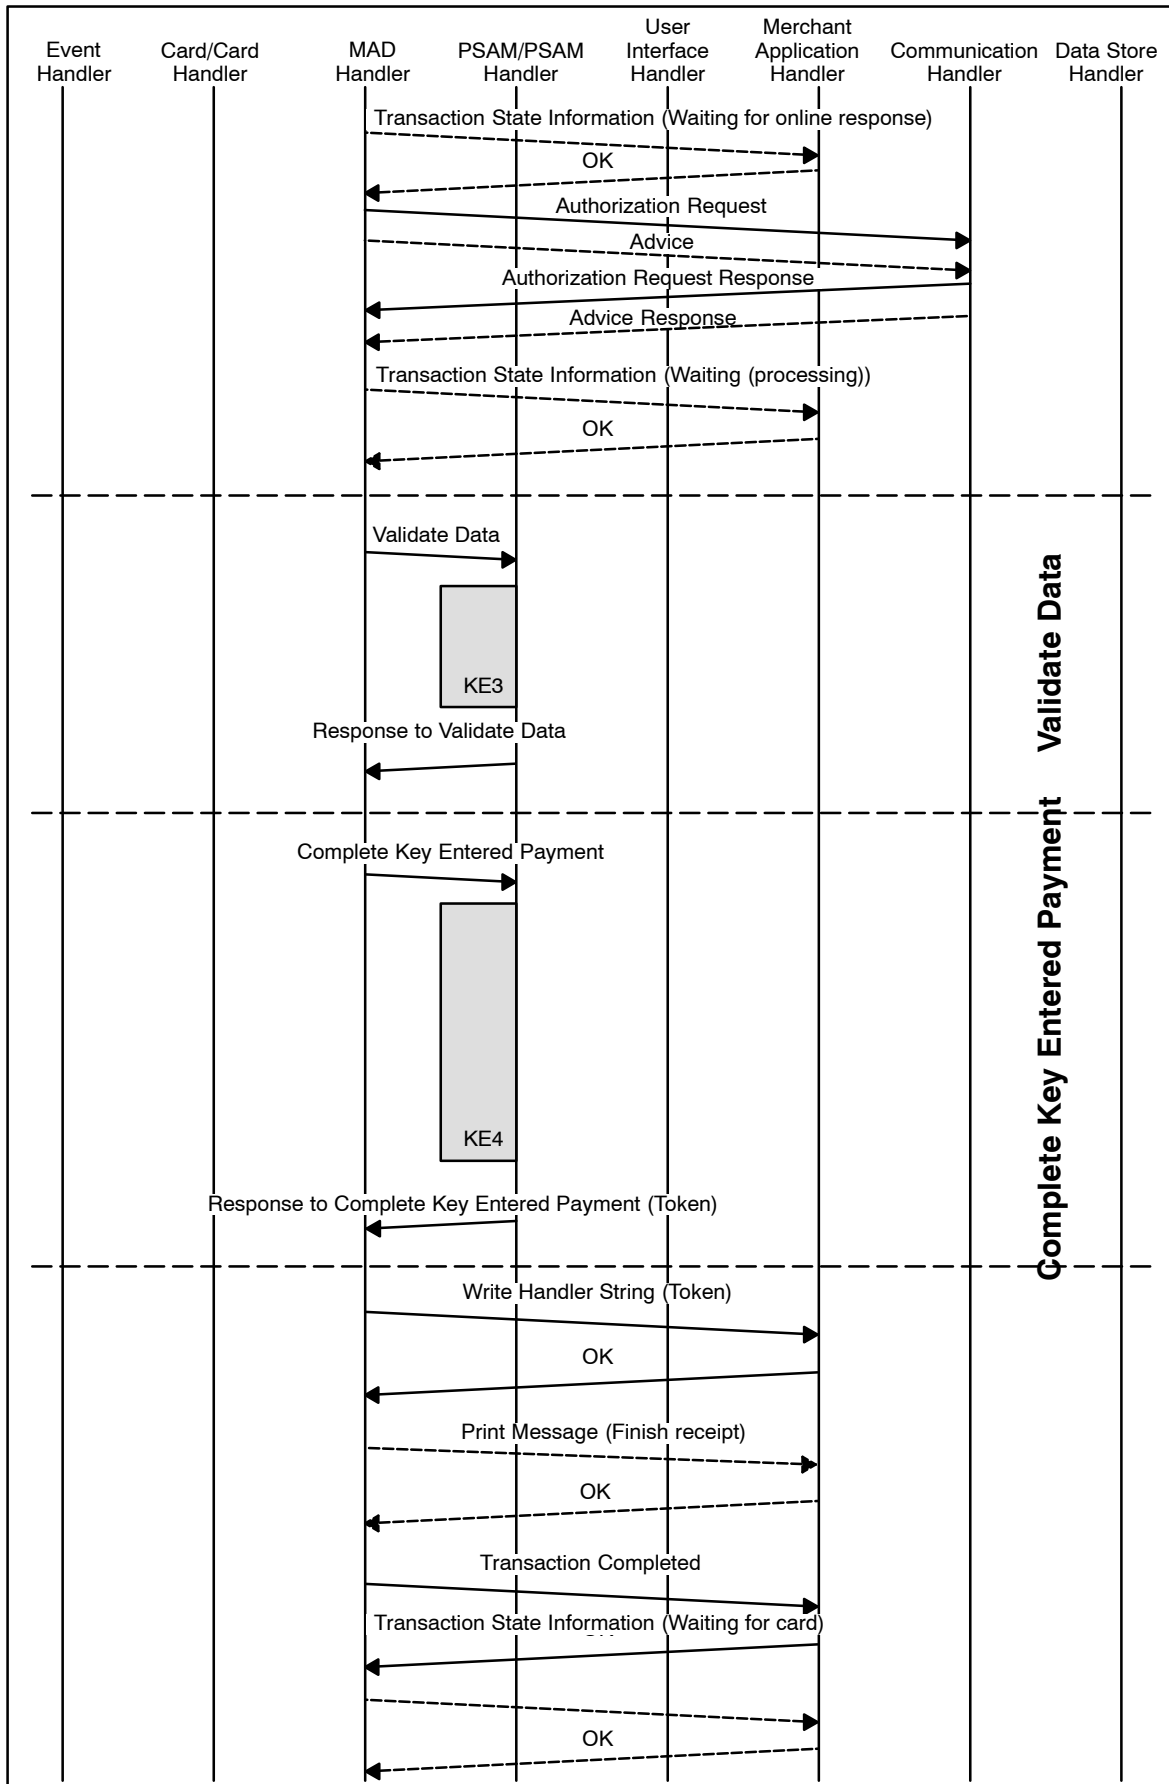 Event
Handler
Card/Card
Handler
MAD
Handler
PSAM/PSAM
Handler
User
Interface
Handler
Merchant
Application
Handler
Communication
Handler
Data Store
Handler
Transaction State Information (Waiting for online response)
OK
Authorization Request
Advice
Authorization Request Response
Advice Response
Transaction State Information (Waiting (processing))
OK
Validate Data
KE3
Response to Validate Data
Validate Data
Complete Key Entered Payment
KE4
Response to Complete Key Entered Payment (Token)
Complete Key Entered Payment
Write Handler String (Token)
OK
Print Message (Finish receipt)
OK
Transaction Completed
Transaction State Information (Waiting for card)
OK